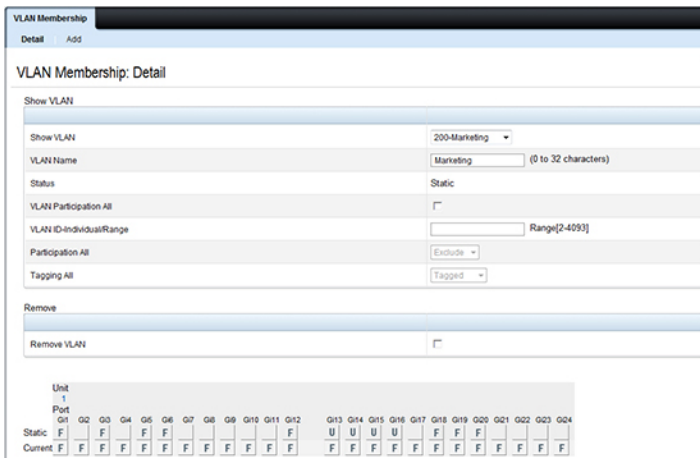 VLAN Membership
Detail Add
VLAN Membership: Detail
Show VLAN
Show VLAN 200-Marketing
VLAN Name Marketing (0 to 32 characters)
Status Static
VLAN Participation All
VLAN ID-Individual/Range Range[2-4093]
Participation All Exclude
Tagging All Tagged
Remove
Remove VLAN
Unit
1
Port
Gi1 Gi2 Gi3 Gi4 Gi5 Gi6 Gi7 Gi8 Gi9 Gi10 Gi11 Gi12 Gi13 Gi14 Gi15 Gi16 Gi17 Gi18 Gi19 Gi20 Gi21 Gi22 Gi23 Gi24
Static F F F F F U U U U F F F
Current F F F F F F F F F F F F F F F F F F F F F F F F